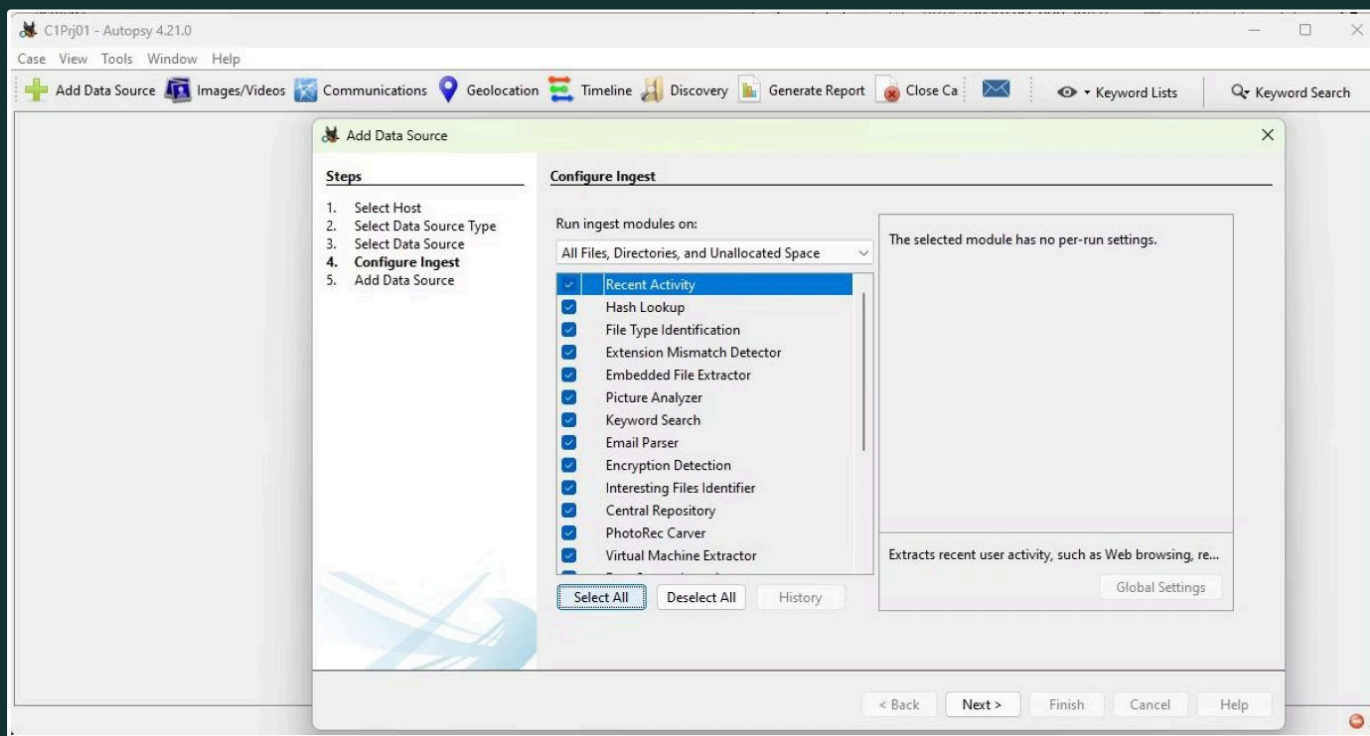 C1Prj01 - Autopsy 4.21.0
Case View Tools Window Help
Add Data Source Images/Videos Communications Geolocation Timeline Discovery Generate Report Close Ca Keyword Lists Keyword Search
Add Data Source
Steps
1. Select Host
2. Select Data Source Type
3. Select Data Source
4. Configure Ingest
5. Add Data Source
Configure Ingest
Run ingest modules on:
All Files, Directories, and Unallocated Space
Recent Activity
Hash Lookup
File Type Identification
Extension Mismatch Detector
Embedded File Extractor
Picture Analyzer
Keyword Search
Email Parser
Encryption Detection
Interesting Files Identifier
Central Repository
PhotoRec Carver
Virtual Machine Extractor
Select All Deselect All History
The selected module has no per-run settings.
Extracts recent user activity, such as Web browsing, re...
Global Settings
< Back Next > Finish Cancel Help